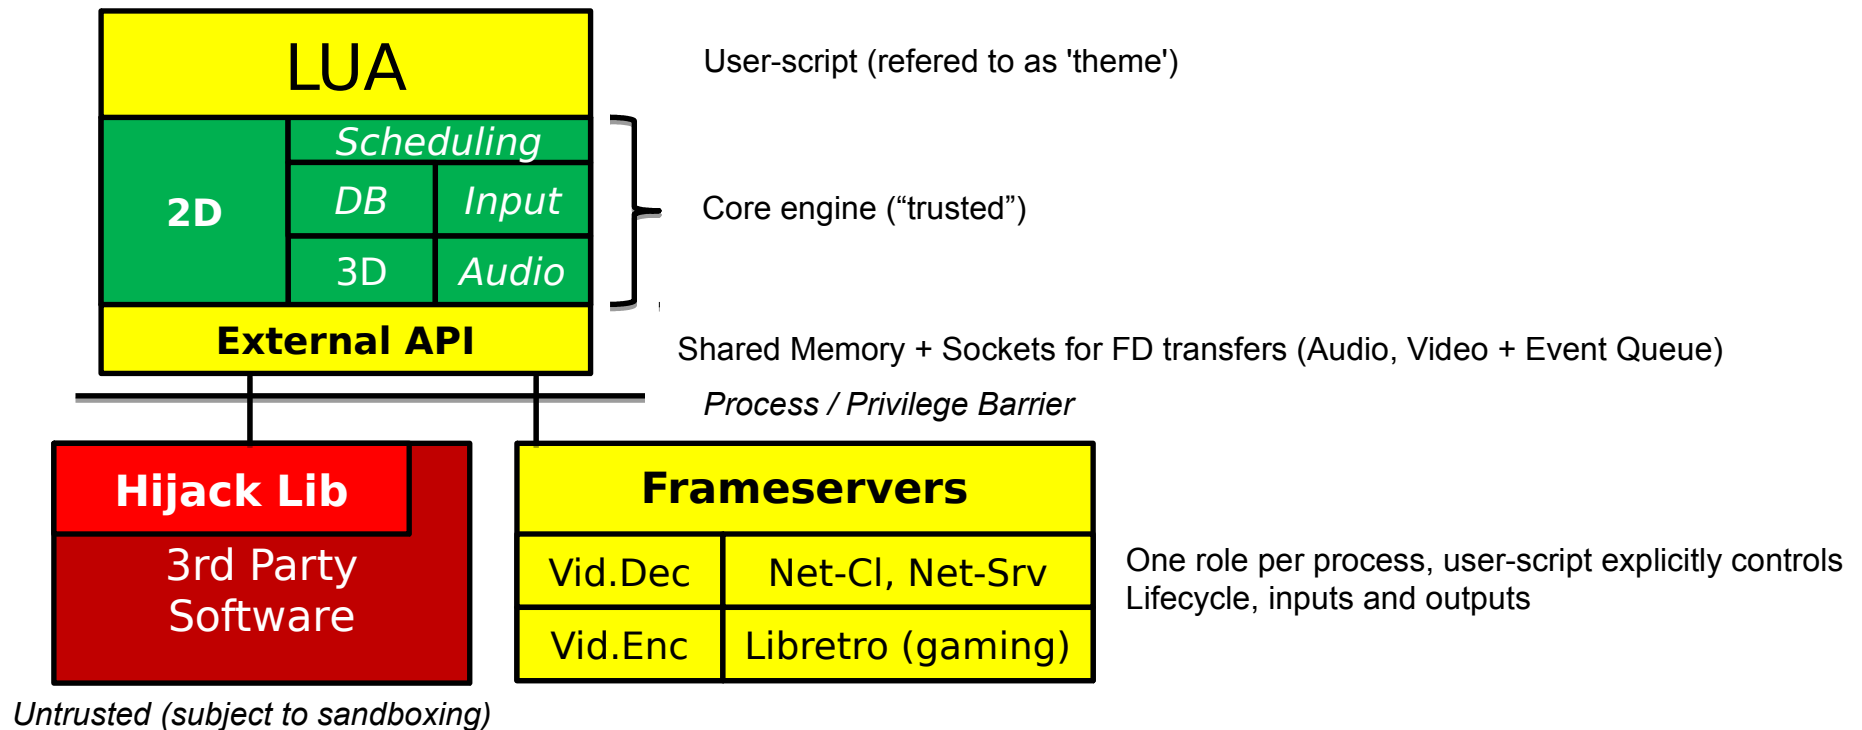 LUA
User-script (refered to as 'theme')
Scheduling
2D
DB
Input
Core engine (“trusted”)
3D
Audio
External API
Shared Memory + Sockets for FD transfers (Audio, Video + Event Queue)
Process / Privilege Barrier
Hijack Lib
3rd Party
Software
Frameservers
Vid.Dec
Net-Cl, Net-Srv
Vid.Enc
Libretro (gaming)
One role per process, user-script explicitly controls
Lifecycle, inputs and outputs
Untrusted (subject to sandboxing)